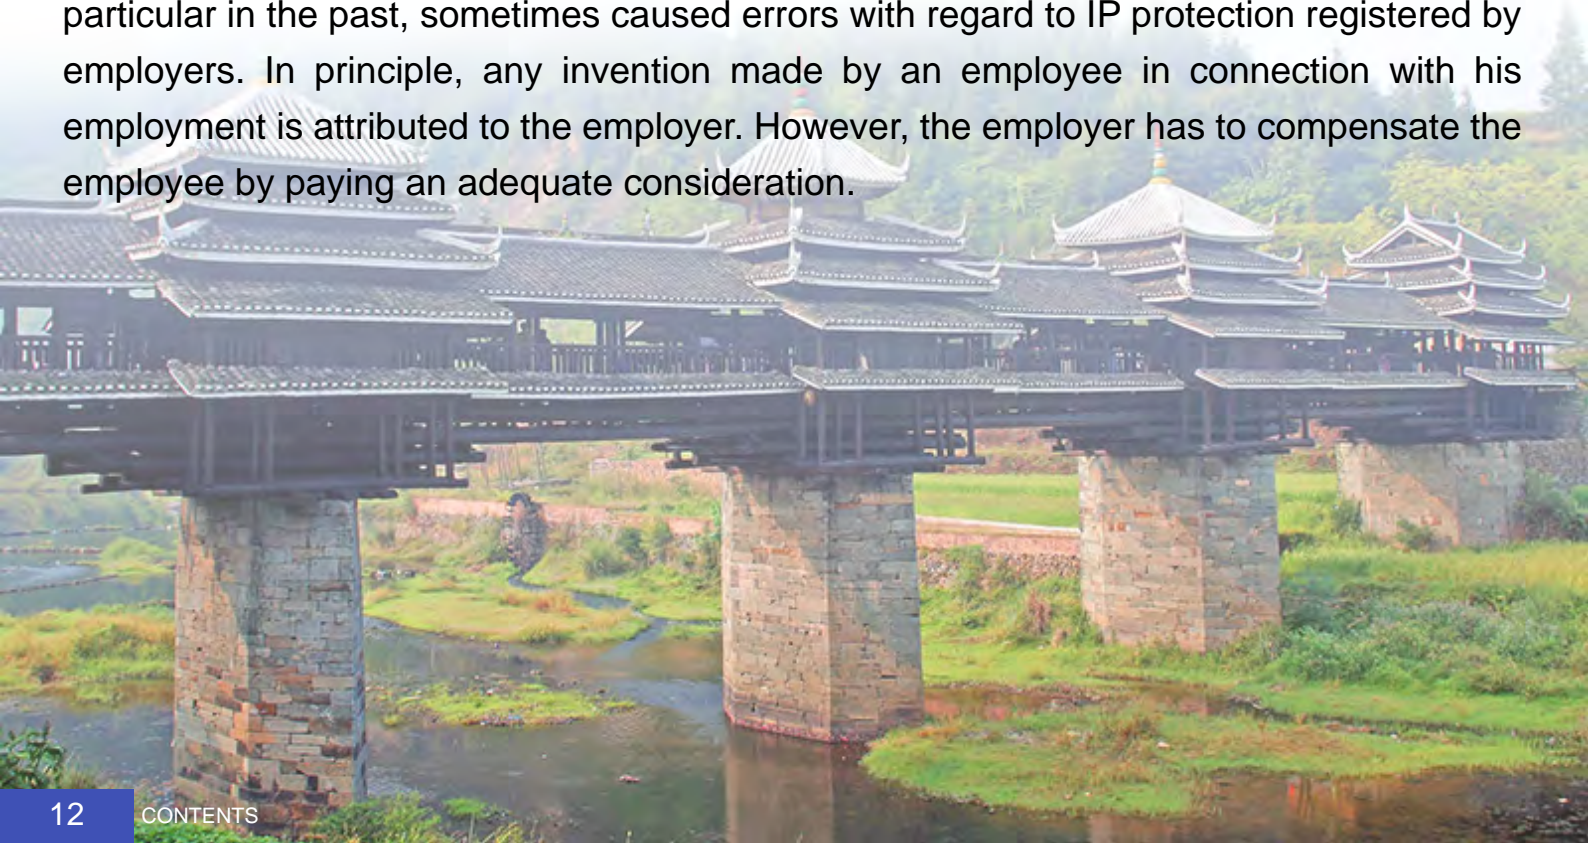 particular in the past, sometimes caused errors with regard to IP protection registered by
employers. In principle, any invention made by an employee in connection with his
employment is attributed to the employer. However, the employer has to compensate the
employee by paying an adequate consideration.
12 CONTENTS